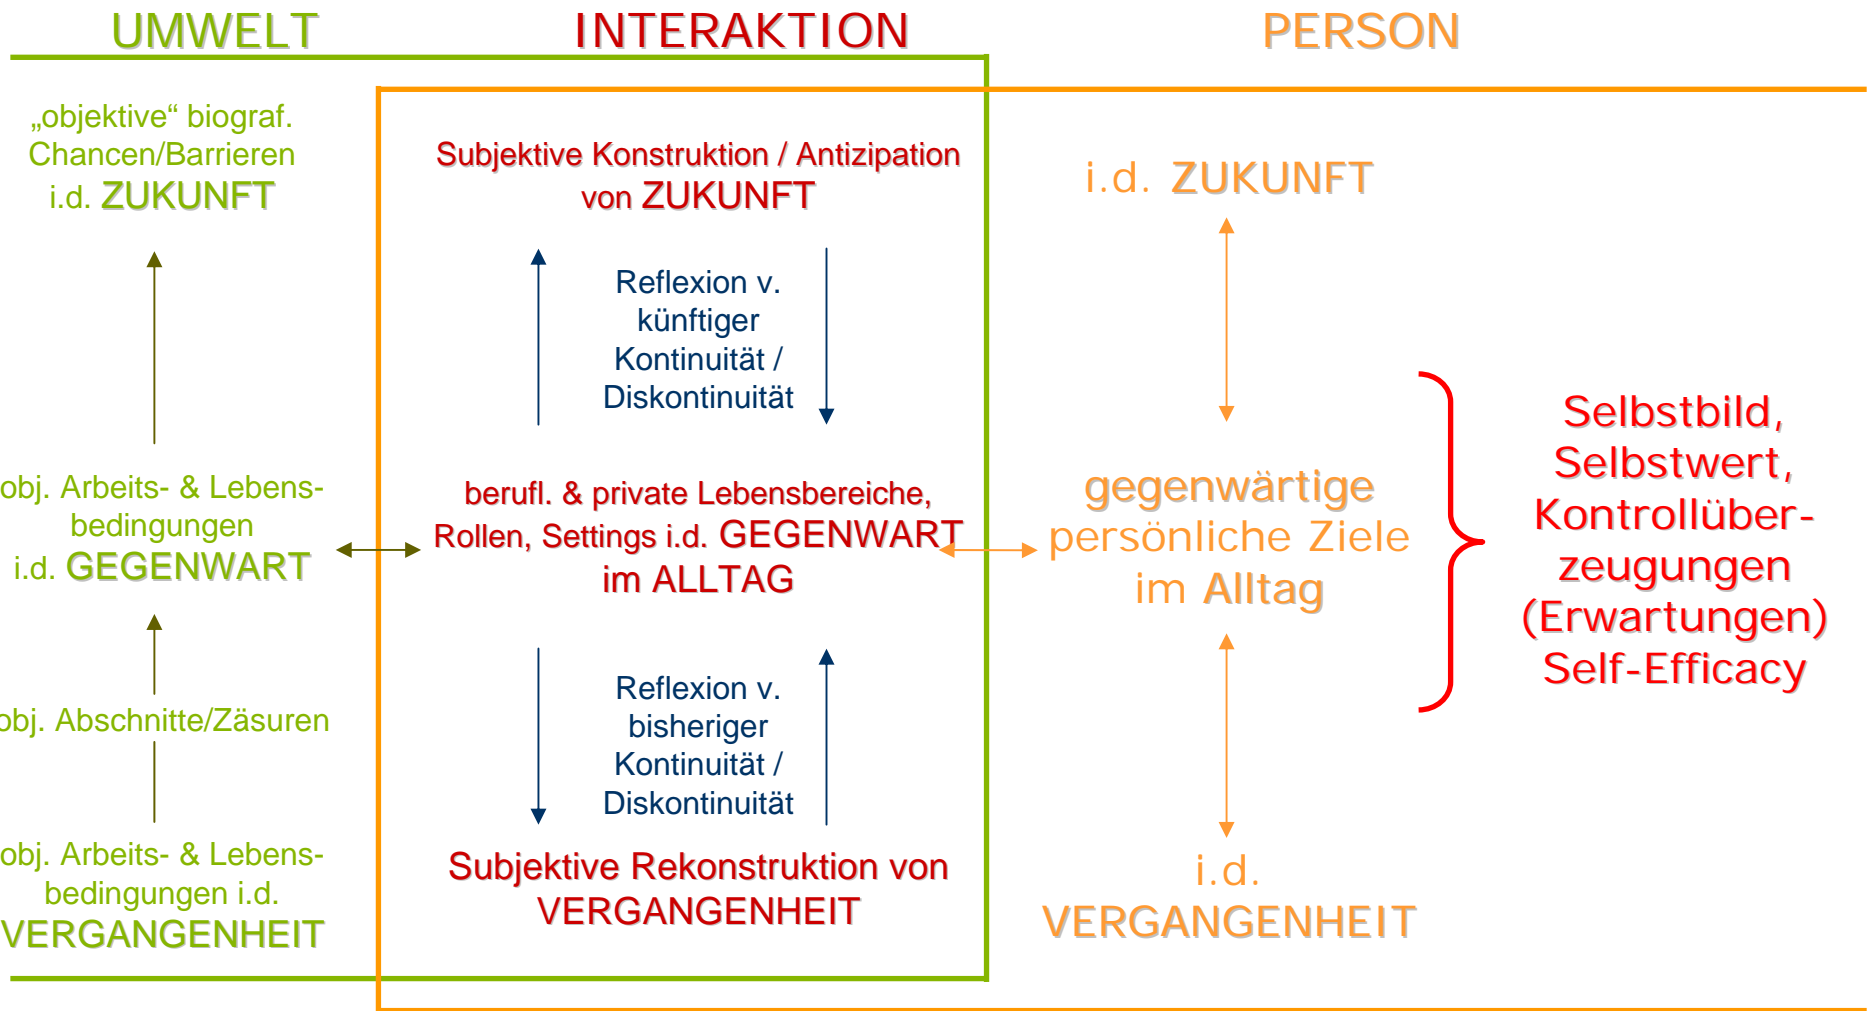 UMWELT
INTERAKTION
PERSON
„objektive“ biograf.
Chancen/Barrieren
i.d. ZUKUNFT
obj. Arbeits- & Lebens-
bedingungen
i.d. GEGENWART
obj. Abschnitte/Zäsuren
obj. Arbeits- & Lebens-
bedingungen i.d.
VERGANGENHEIT
Subjektive Konstruktion / Antizipation
von ZUKUNFT
Reflexion v.
künftiger
Kontinuität /
Diskontinuität
berufl. & private Lebensbereiche,
Rollen, Settings i.d. GEGENWART
im ALLTAG
Reflexion v.
bisheriger
Kontinuität /
Diskontinuität
Subjektive Rekonstruktion von
VERGANGENHEIT
i.d. ZUKUNFT
gegenwärtige
persönliche Ziele
im Alltag
i.d.
VERGANGENHEIT
Selbstbild,
Selbstwert,
Kontrollüber-
zeugungen
(Erwartungen)
Self-Efficacy